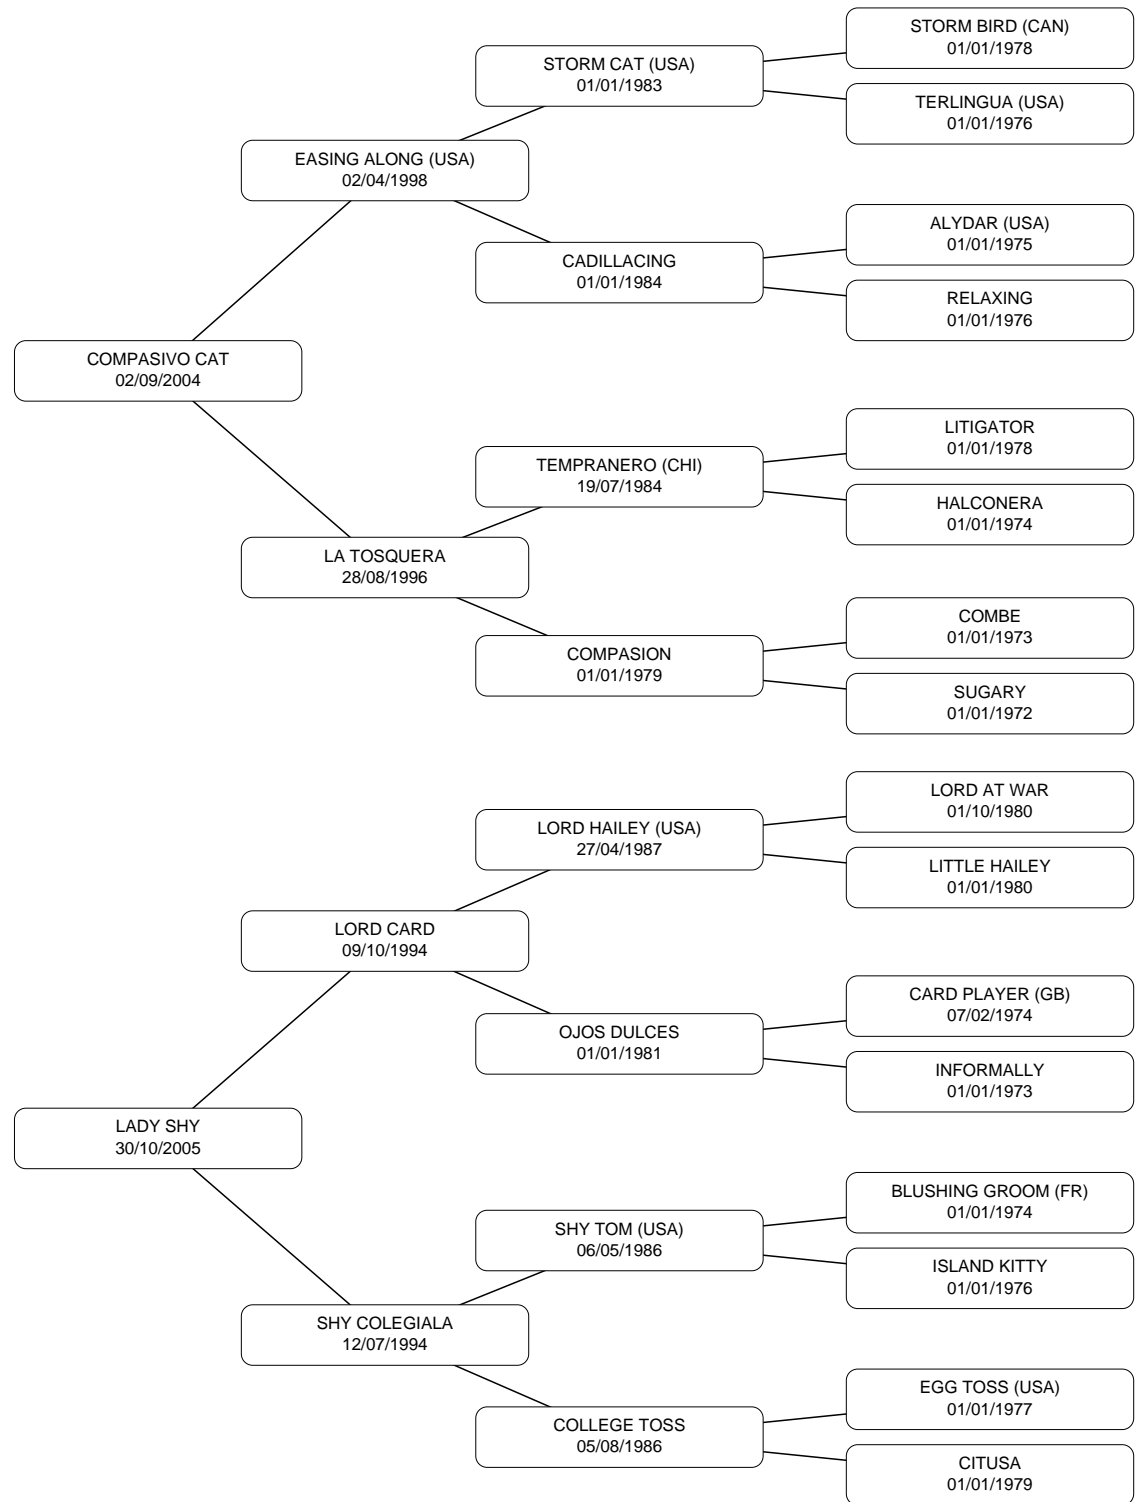 STORM BIRD (CAN)
01/01/1978
STORM CAT (USA)
01/01/1983
TERLINGUA (USA)
01/01/1976
EASING ALONG (USA)
02/04/1998
ALYDAR (USA)
01/01/1975
CADILLACING
01/01/1984
RELAXING
01/01/1976
COMPASIVO CAT
02/09/2004
LITIGATOR
01/01/1978
TEMPRANERO (CHI)
19/07/1984
HALCONERA
01/01/1974
LA TOSQUERA
28/08/1996
COMBE
01/01/1973
COMPASION
01/01/1979
SUGARY
01/01/1972
LORD AT WAR
01/10/1980
LORD HAILEY (USA)
27/04/1987
LITTLE HAILEY
01/01/1980
LORD CARD
09/10/1994
CARD PLAYER (GB)
07/02/1974
OJOS DULCES
01/01/1981
INFORMALLY
01/01/1973
LADY SHY
30/10/2005
BLUSHING GROOM (FR)
01/01/1974
SHY TOM (USA)
06/05/1986
ISLAND KITTY
01/01/1976
SHY COLEGIALA
12/07/1994
EGG TOSS (USA)
01/01/1977
COLLEGE TOSS
05/08/1986
CITUSA
01/01/1979